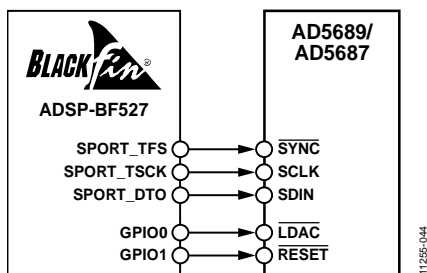 BLACKfin
ADSP-BF527
AD5689/
AD5687
SPORT_TFS SYNC
SPORT_TSCK SCLK
SPORT_DTO SDIN
GPIO0 LDAC
GPIO1 RESET
11255-044